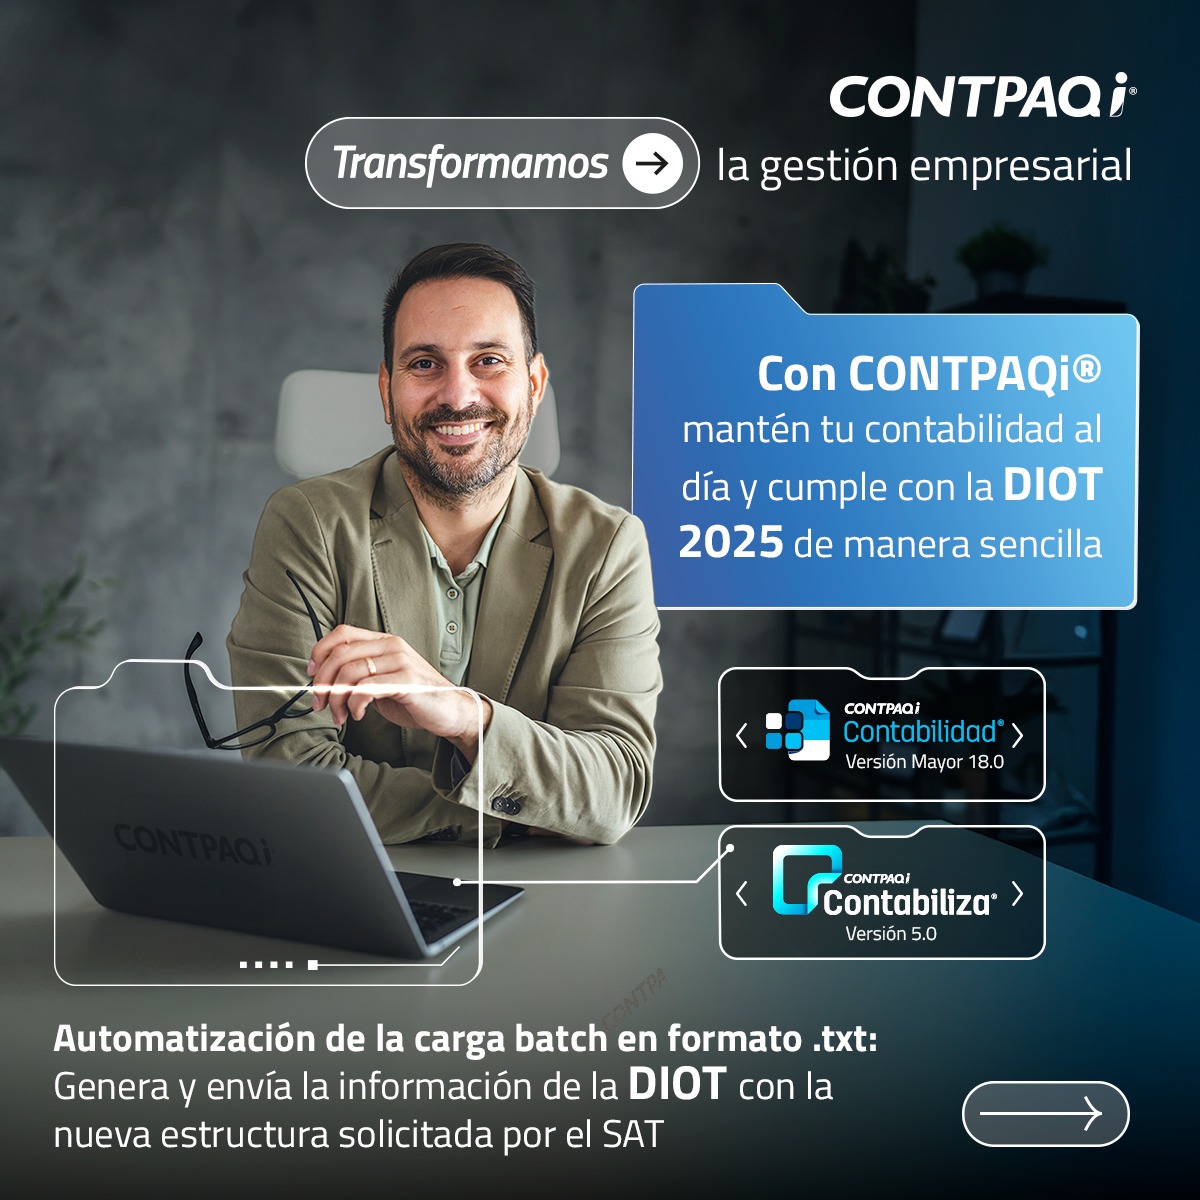 CONTPAQi®
Transformamos la gestión empresarial
Con CONTPAQi®
mantén tu contabilidad al
día y cumple con la DIOT
2025 de manera sencilla
CONTPAQi
Contabilidad®
Versión Mayor 18.0
CONTPAQi
Contabiliza®
Versión 5.0
CONTPAQi
CONTPA
Automatización de la carga batch en formato .txt:
Genera y envía la información de la DIOT con la
nueva estructura solicitada por el SAT